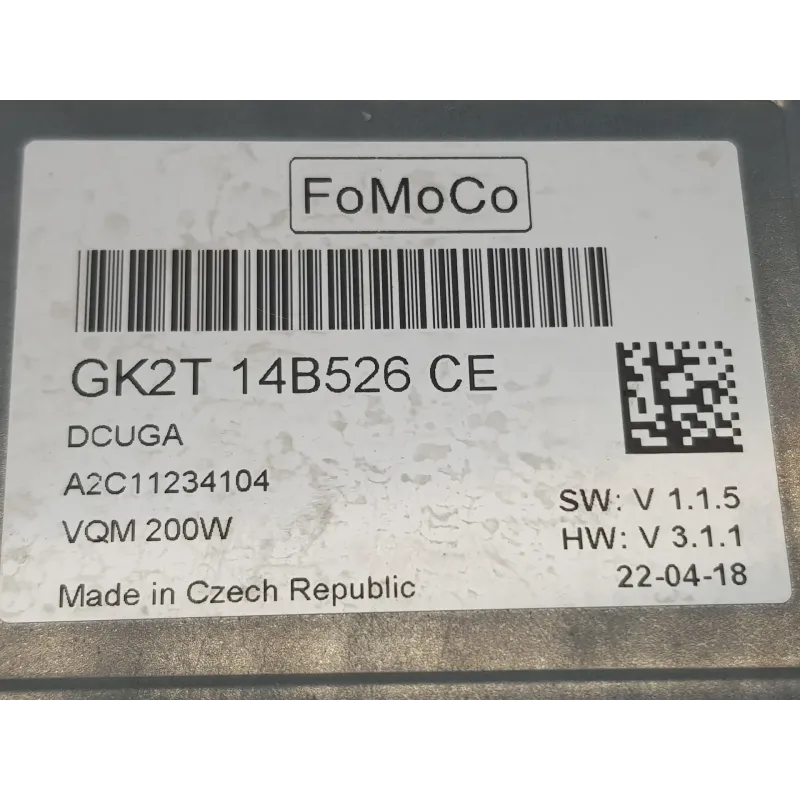 FoMoCo
GK2T 14B526 CE
DCUGA
A2C11234104
VQM 200W
SW: V 1.1.5
HW: V 3.1.1
22-04-18
Made in Czech Republic